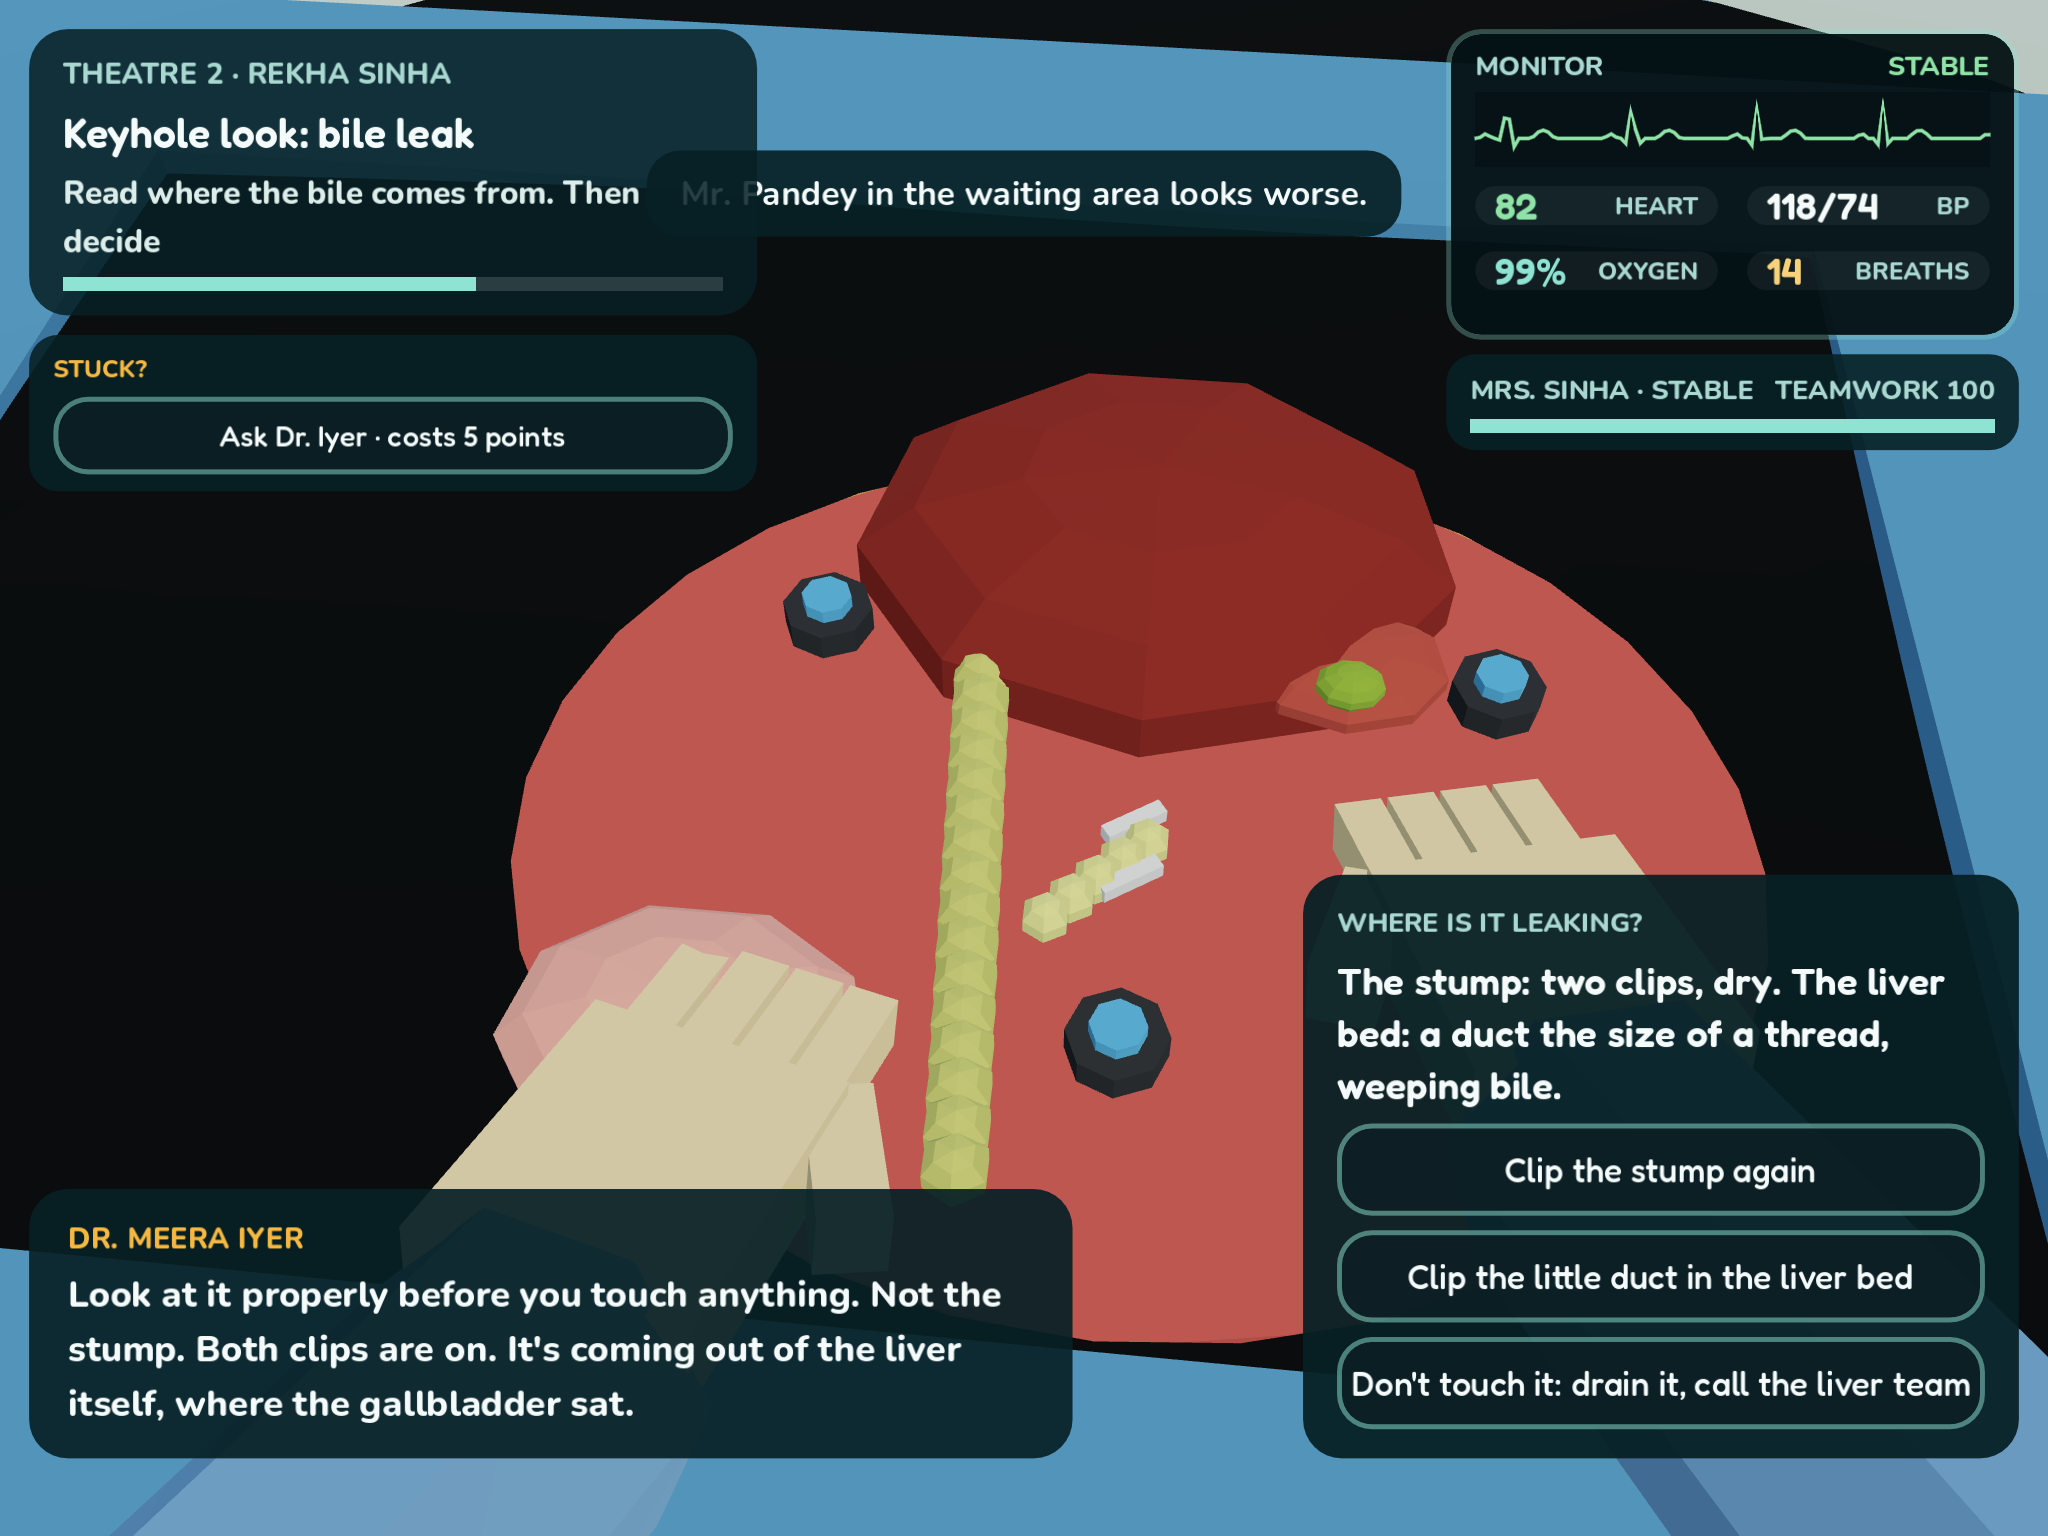 THEATRE 2 · REKHA SINHA
Keyhole look: bile leak
Read where the bile comes from. Then
decide
Mr. Pandey in the waiting area looks worse.
STUCK?
Ask Dr. Iyer · costs 5 points
MONITOR
STABLE
82 HEART
118/74 BP
99% OXYGEN
14 BREATHS
MRS. SINHA · STABLE TEAMWORK 100
WHERE IS IT LEAKING?
The stump: two clips, dry. The liver
bed: a duct the size of a thread,
weeping bile.
Clip the stump again
Clip the little duct in the liver bed
Don't touch it: drain it, call the liver team
DR. MEERA IYER
Look at it properly before you touch anything. Not the
stump. Both clips are on. It's coming out of the liver
itself, where the gallbladder sat.